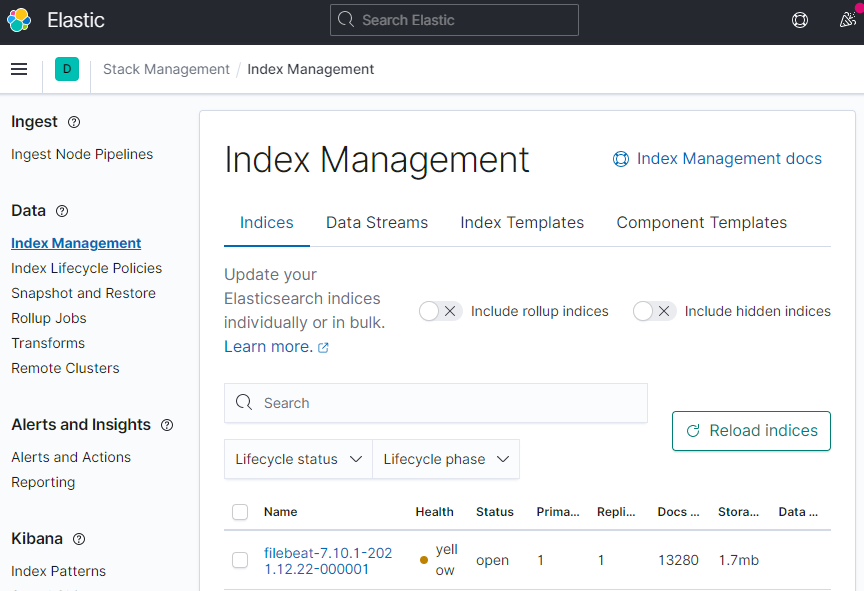 Elastic
Search Elastic
D
Stack Management / Index Management
Ingest
Ingest Node Pipelines
Data
Index Management
Index Lifecycle Policies
Snapshot and Restore
Rollup Jobs
Transforms
Remote Clusters
Alerts and Insights
Alerts and Actions
Reporting
Kibana
Index Patterns
Index Management
Index Management docs
Indices Data Streams Index Templates Component Templates
Update your
Elasticsearch indices
individually or in bulk.
Learn more.
Include rollup indices Include hidden indices
Search
Reload indices
Lifecycle status Lifecycle phase
Name Health Status Prima... Repli... Docs ... Stora... Data ...
filebeat-7.10.1-202
1.12.22-000001
yell
ow
open 1 1 13280 1.7mb